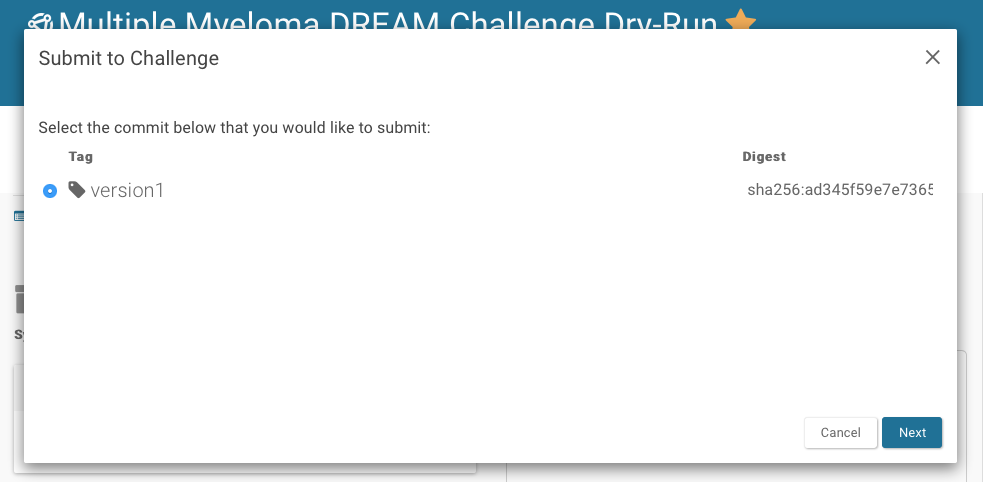 Multiple Myeloma DREAM Challenge Dry-Run
Submit to Challenge
Select the commit below that you would like to submit:
Tag Digest
version1 sha256:ad345f59e7e7365
Cancel Next